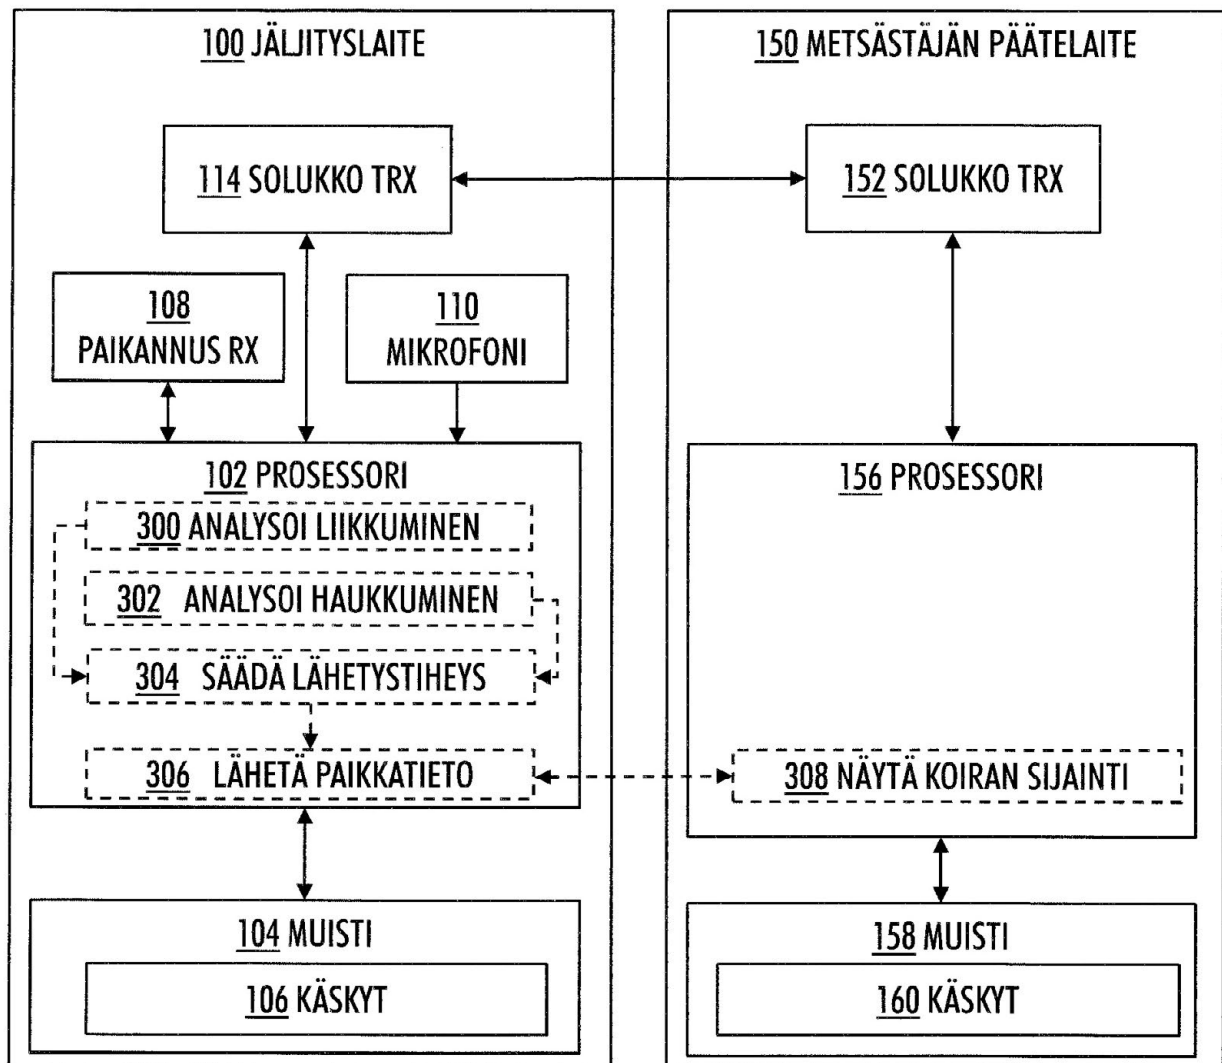 100 JÄLJITYSLAITE
114 SOLUKKO TRX
108
PAIKANNUS RX
110
MIKROFONI
102 PROSESSORI
300 ANALYSOI LIIKKUMINEN
302 ANALYSOI HAUKKUMINEN
304 SÄÄDÄ LÄHETYSTIHEYS
306 LÄHETÄ PAIKKATIETO
104 MUISTI
106 KÄSKYT
150 METSÄSTÄJÄN PÄÄTELAITE
152 SOLUKKO TRX
156 PROSESSORI
308 NÄYTÄ KOIRAN SIJAINTI
158 MUISTI
160 KÄSKYT